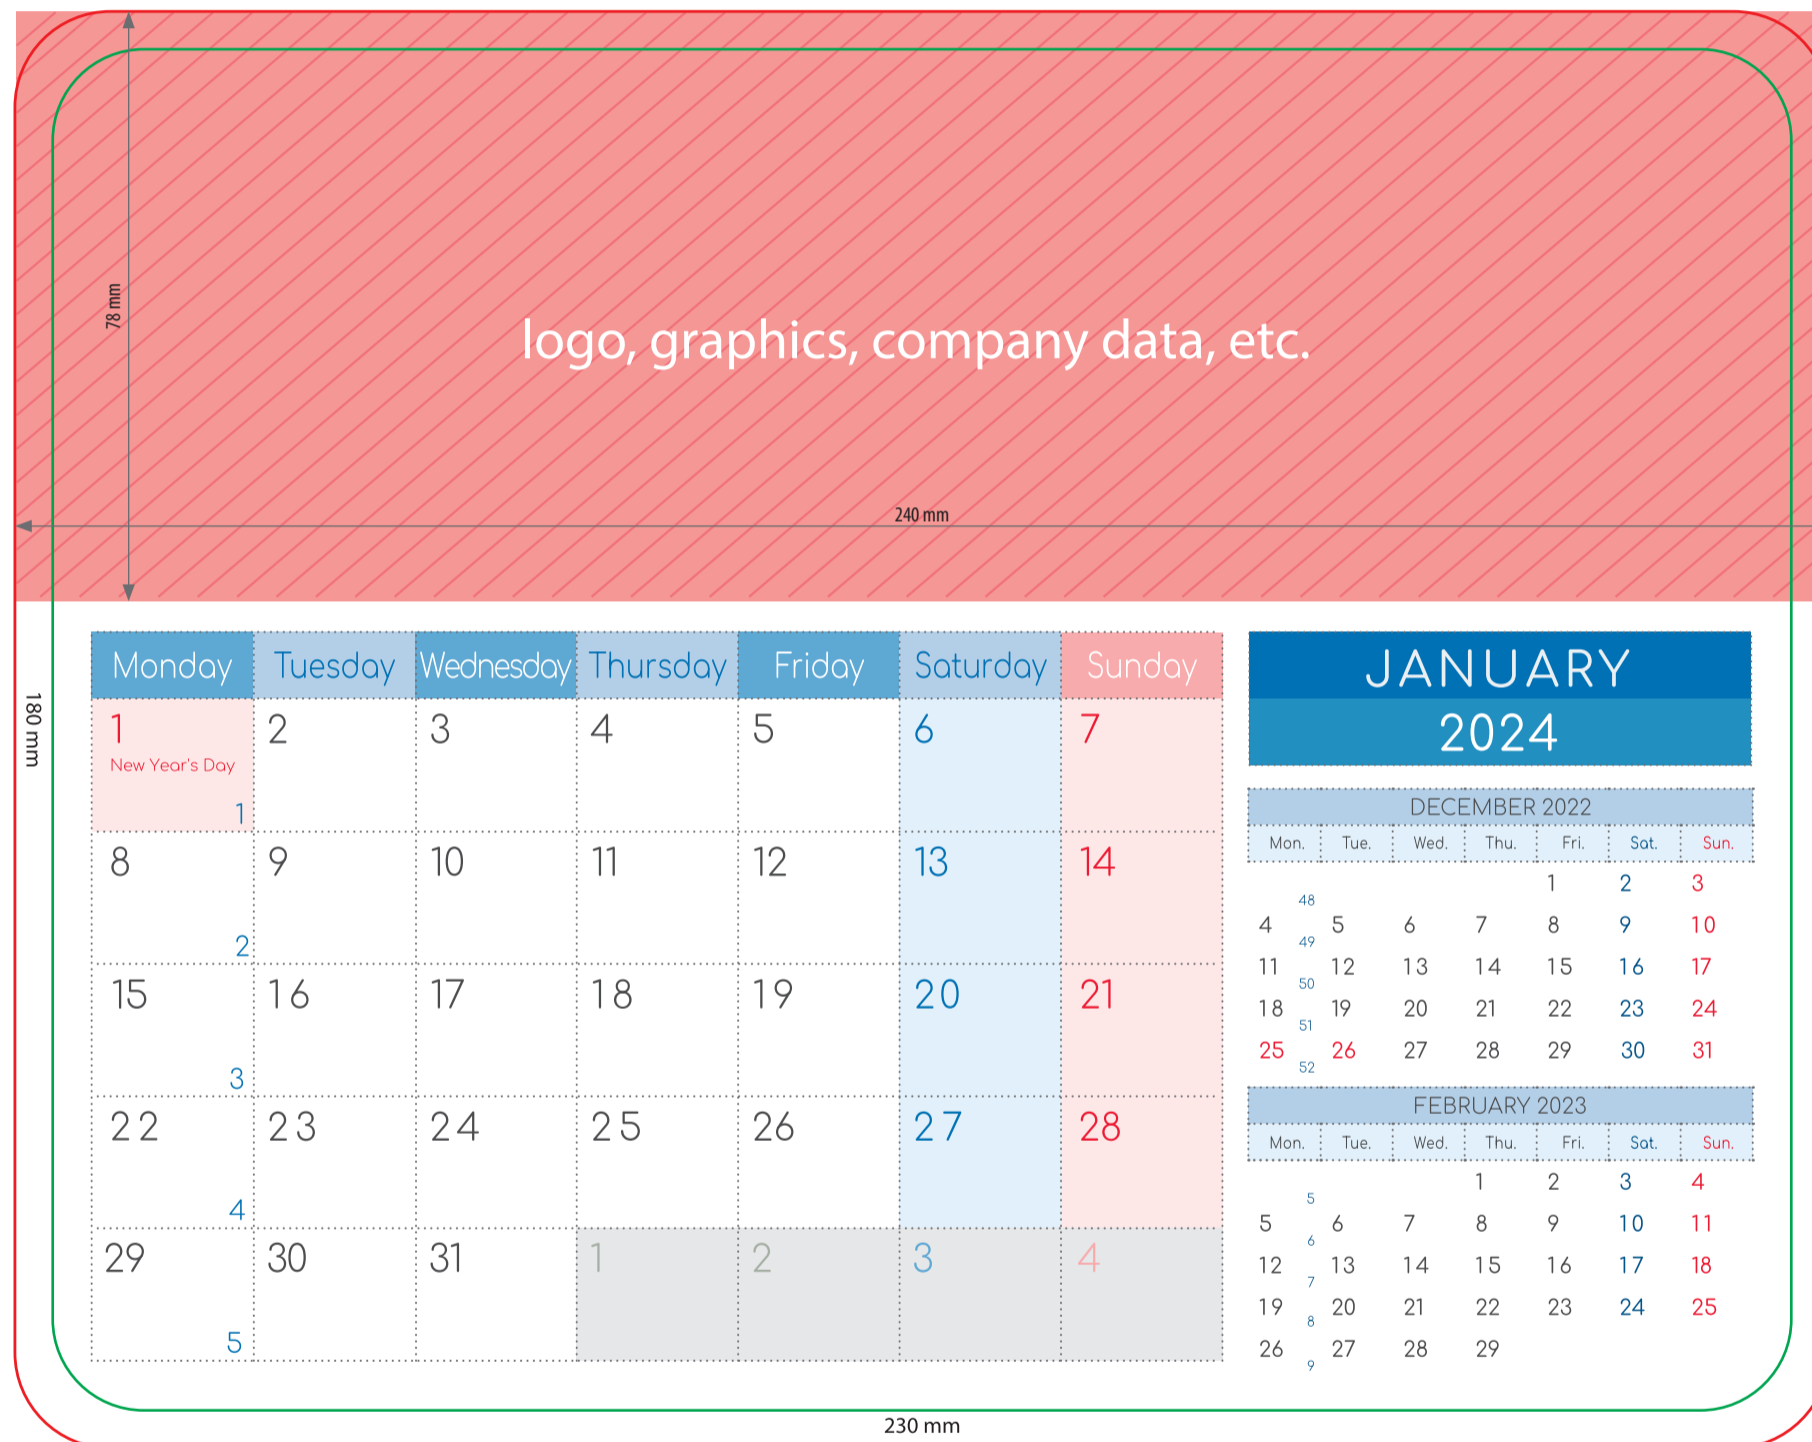 78 mm
logo, graphics, company data, etc.
240 mm
180 mm
Monday Tuesday Wednesday Thursday Friday Saturday Sunday
1 2 3 4 5 6 7
New Year's Day
1
8 9 10 11 12 13 14
2
15 16 17 18 19 20 21
3
22 23 24 25 26 27 28
4
29 30 31 1 2 3 4
5
JANUARY
2024
DECEMBER 2022
Mon. Tue. Wed. Thu. Fri. Sat. Sun.
1 2 3
48
4 5 6 7 8 9 10
49
11 12 13 14 15 16 17
50
18 19 20 21 22 23 24
51
25 26 27 28 29 30 31
52
FEBRUARY 2023
Mon. Tue. Wed. Thu. Fri. Sat. Sun.
1 2 3 4
5
5 6 7 8 9 10 11
6
12 13 14 15 16 17 18
7
19 20 21 22 23 24 25
8
26 27 28 29
9
230 mm